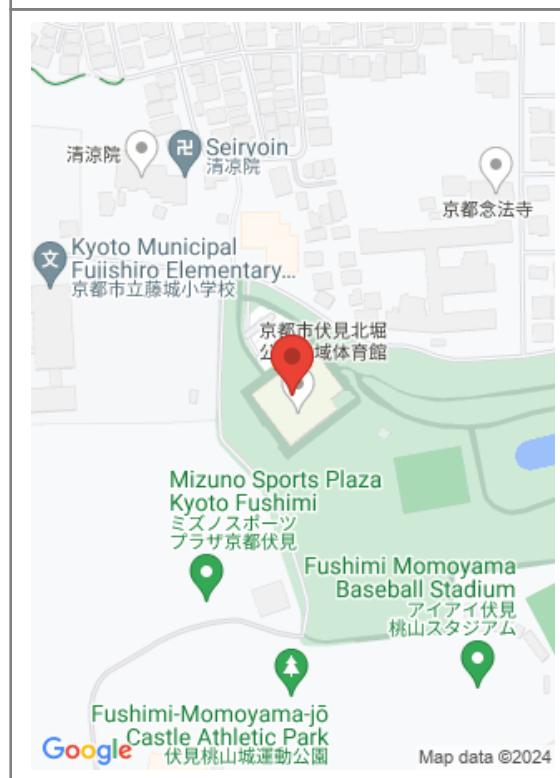 清涼院
Seiryoin
清凉院
京都念法寺
Kyoto Municipal
Fujishiro Elementary...
京都市立藤城小学校
京都市伏見北堀
公 域体育館
Mizuno Sports Plaza
Kyoto Fushimi
ミズノスポーツ
プラザ京都伏見
Fushimi Momoyama
Baseball Stadium
アイアイ伏見
桃山スタジアム
Fushimi-Momoyama-jō
Castle Athletic Park
伏見桃山城運動公園
Google
Map data ©2024